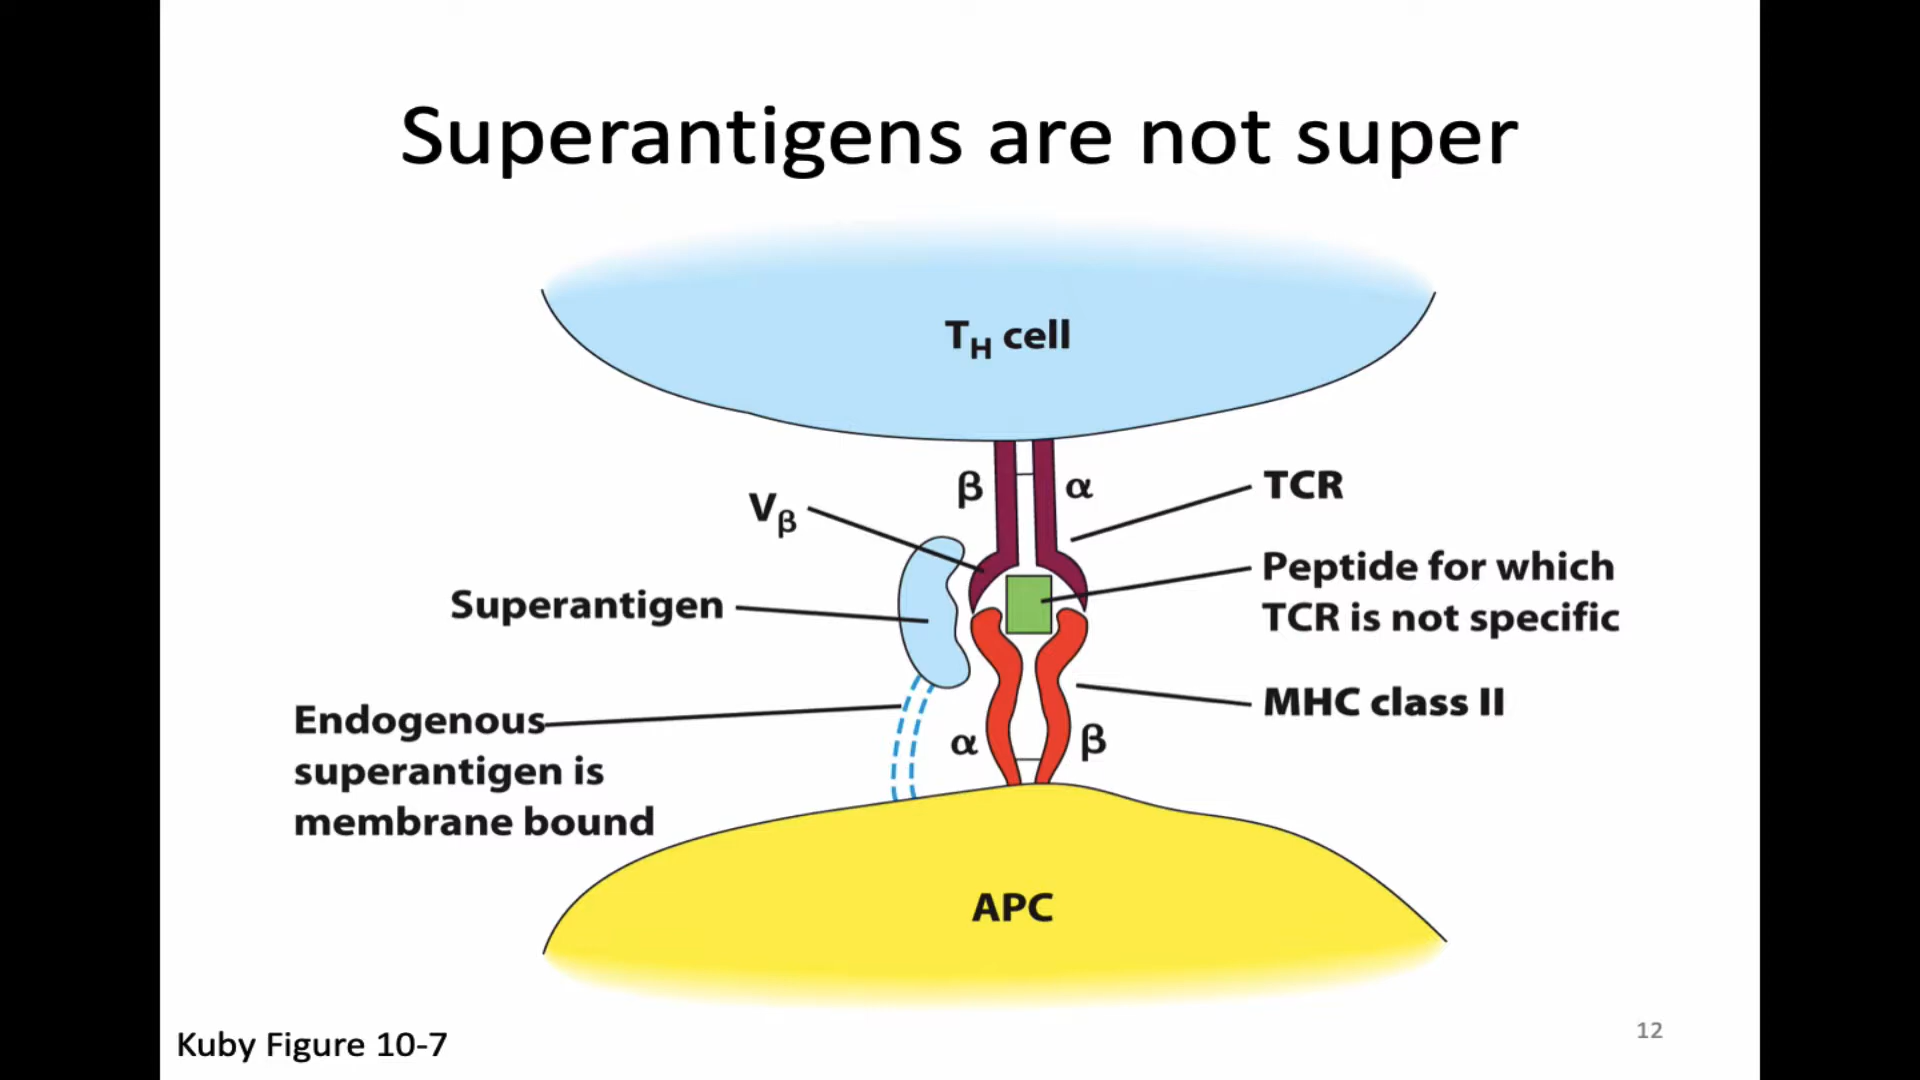 Superantigens are not super
TH cell
β
α
TCR
Vβ
Peptide for which
TCR is not specific
Superantigen
MHC class II
Endogenous
superantigen is
membrane bound
α
β
APC
Kuby Figure 10-7
12